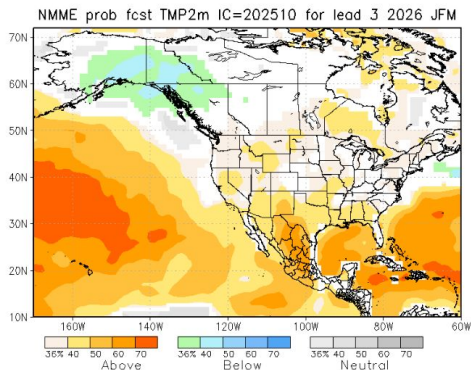 NMME prob fcst TMP2m IC=202510 for lead 3 2026 JFM
70N
60N
50N
40N
30N
20N
10N
160W 140W 120W 100W 80W 60W
36% 40 50 60 70 36% 40 50 60 70 36% 40 50 60 70
Above Below Neutral